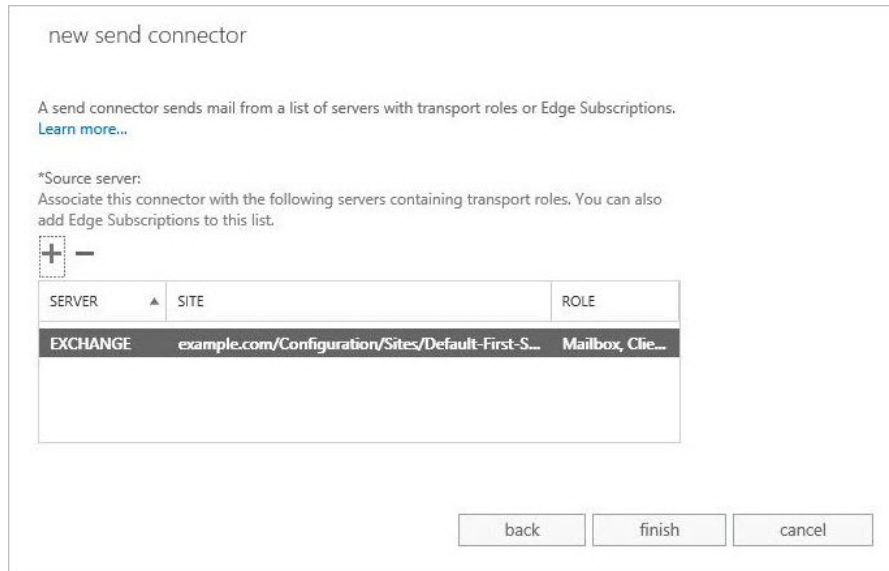 new send connector
A send connector sends mail from a list of servers with transport roles or Edge Subscriptions.
Learn more...
*Source server:
Associate this connector with the following servers containing transport roles. You can also
add Edge Subscriptions to this list.
SERVER SITE ROLE
EXCHANGE example.com/Configuration/Sites/Default-First-S... Mailbox, Clie...
back finish cancel